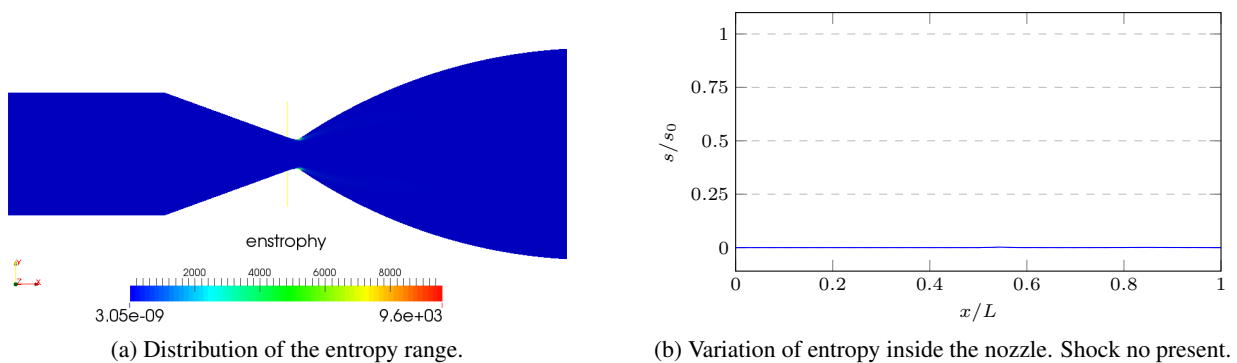 enstrophy
2000 4000 6000 8000
3.05e-09 9.6e+03
Y
Z X
(a) Distribution of the entropy range.
1
0.75
0.5
0.25
0
s/s₀
0 0.2 0.4 0.6 0.8 1
x/L
(b) Variation of entropy inside the nozzle. Shock no present.